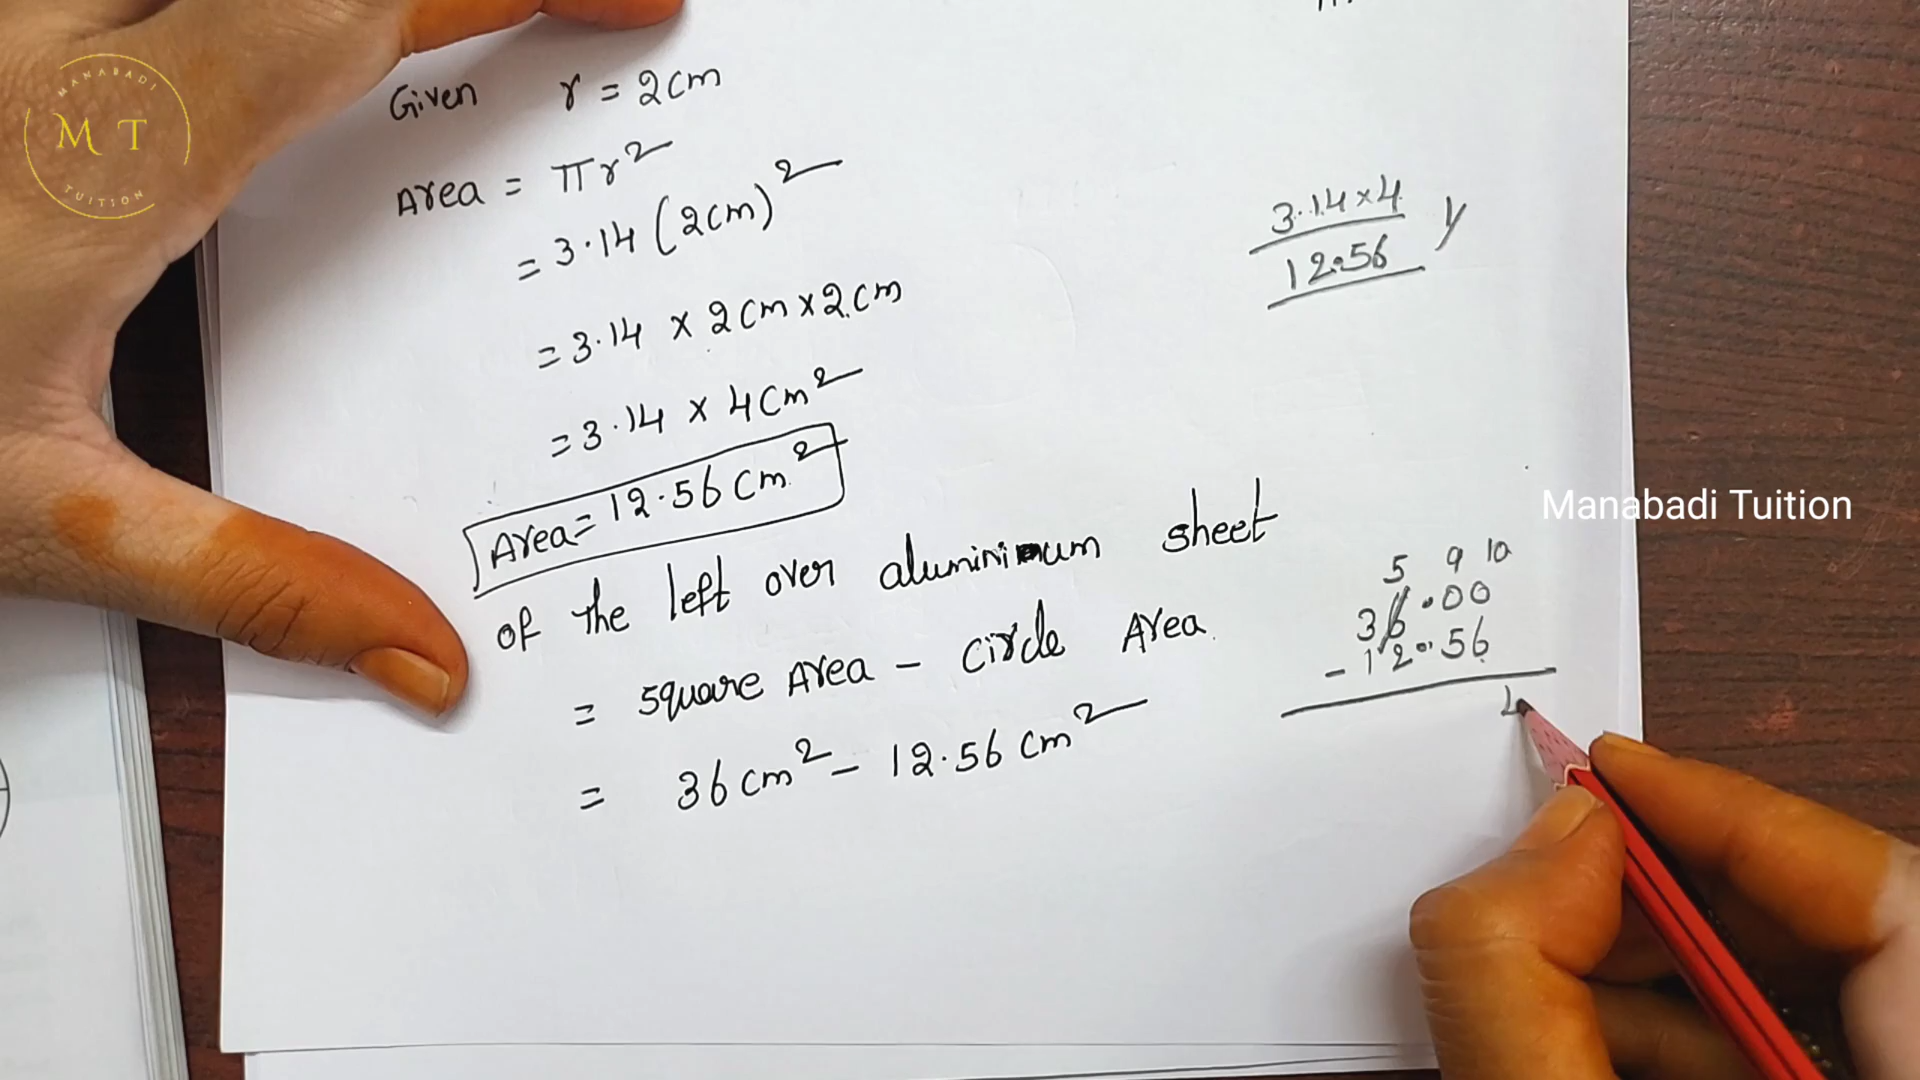 MANABADI
M T
TUITION
Given r = 2cm
Area = πr²
= 3.14 (2cm)²
= 3.14 × 2cm × 2cm
= 3.14 × 4cm²
Area = 12.56 cm²
of the left over aluminimum sheet
= square Area - circle Area
= 36 cm² - 12.56 cm²
3.14 × 4
12.56
Manabadi Tuition
5 9 10
36.00
- 12.56
4